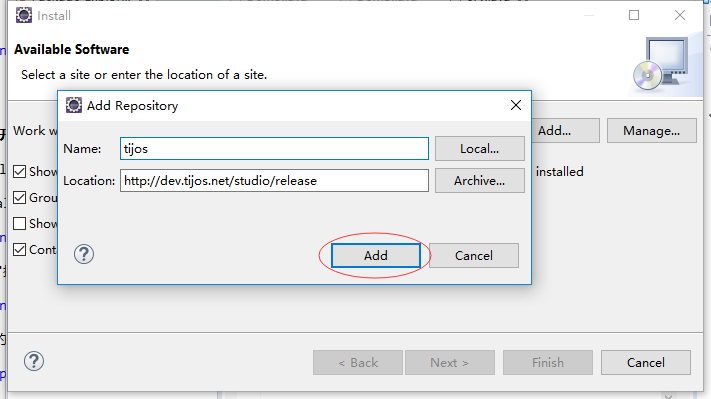 Install
Available Software
Select a site or enter the location of a site.
Add Repository
Work w
Add...
Manage...
Name:
tijos
Local...
Show
installed
Location:
http://dev.tijos.net/studio/release
Archive...
Grou
Show
Conta
Add
Cancel
< Back
Next >
Finish
Cancel